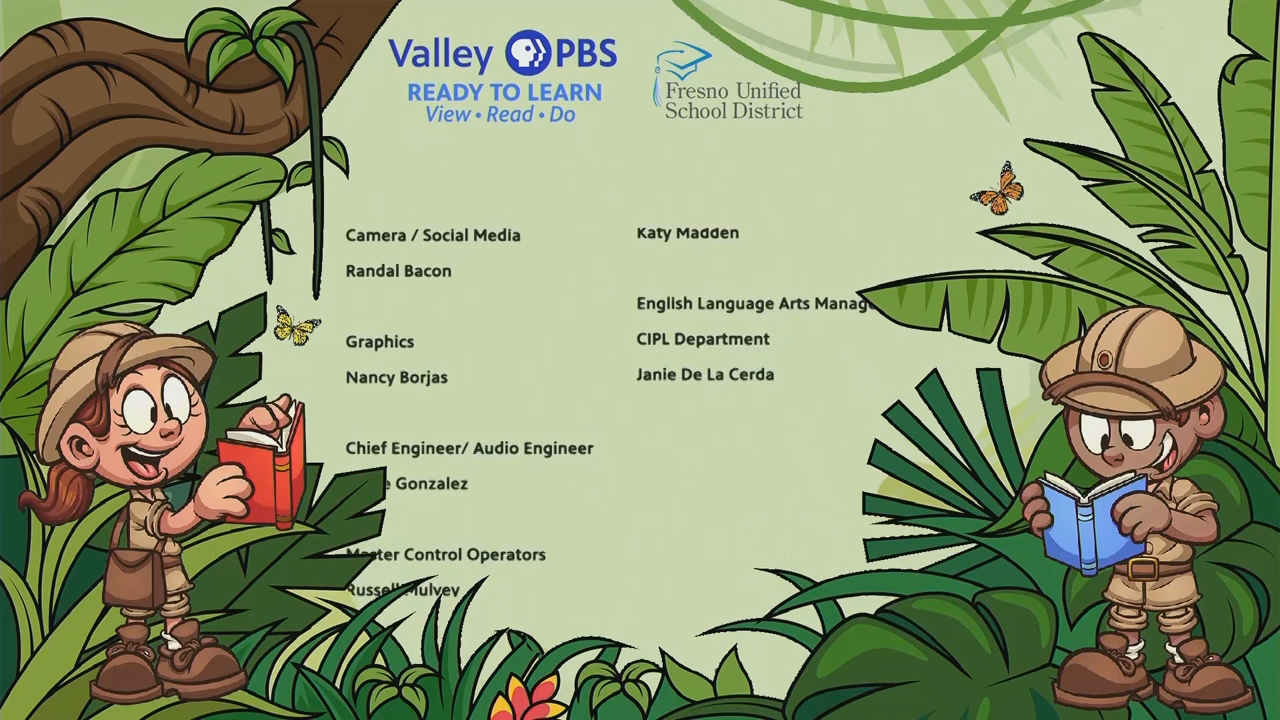 Valley PBS
READY TO LEARN
View • Read • Do
Fresno Unified
School District
Camera / Social Media
Randal Bacon
Graphics
Nancy Borjas
Chief Engineer/ Audio Engineer
Gonzalez
Master Control Operators
Russell Mulvey
Katy Madden
English Language Arts
CIPL Department
Janie De La Cerda